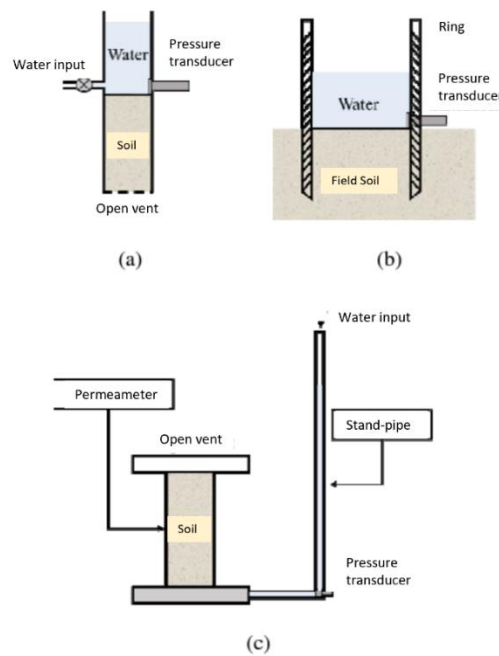 Water input
Water
Pressure
transducer
Soil
Open vent
(a)
Ring
Pressure
transducer
Water
Field Soil
(b)
Water input
Permeameter
Stand-pipe
Open vent
Soil
Pressure
transducer
(c)